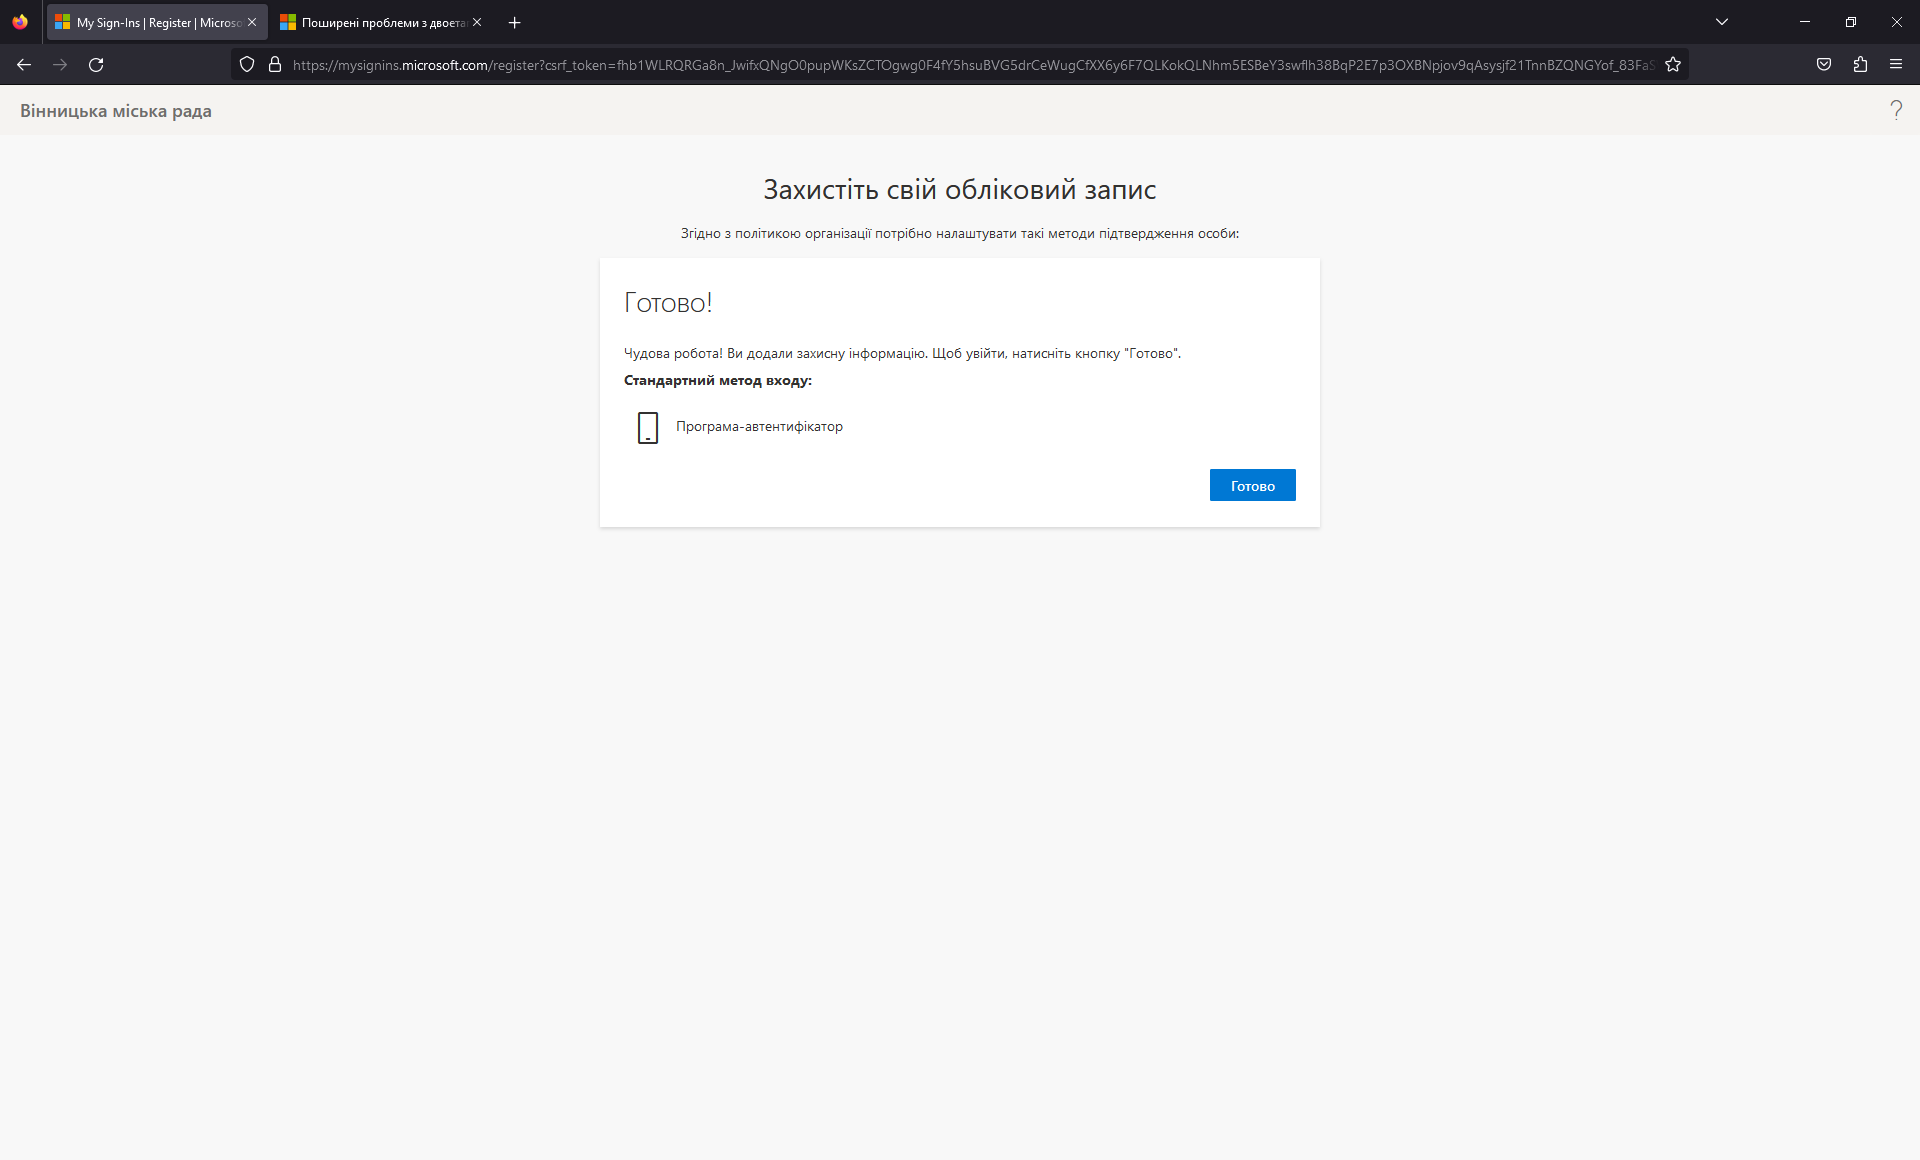 My Sign-Ins | Register | Microso
Поширені проблеми з двоета
https://mysignins.microsoft.com/register?csrf_token=fhb1WLRQRGa8n_JwifxQNgO0pupWKsZCTOgwg0F4fY5hsuBVG5drCeWugCfXX6y6F7QLKokQLNhm5ESBeY3swflh38BqP2E7p3OXBNpjov9qAsysjf21TnnBZQNGYof_83FaS
Вінницька міська рада
Захистіть свій обліковий запис
Згідно з політикою організації потрібно налаштувати такі методи підтвердження особи:
Готово!
Чудова робота! Ви додали захисну інформацію. Щоб увійти, натисніть кнопку "Готово".
Стандартний метод входу:
Програма-автентифікатор
Готово